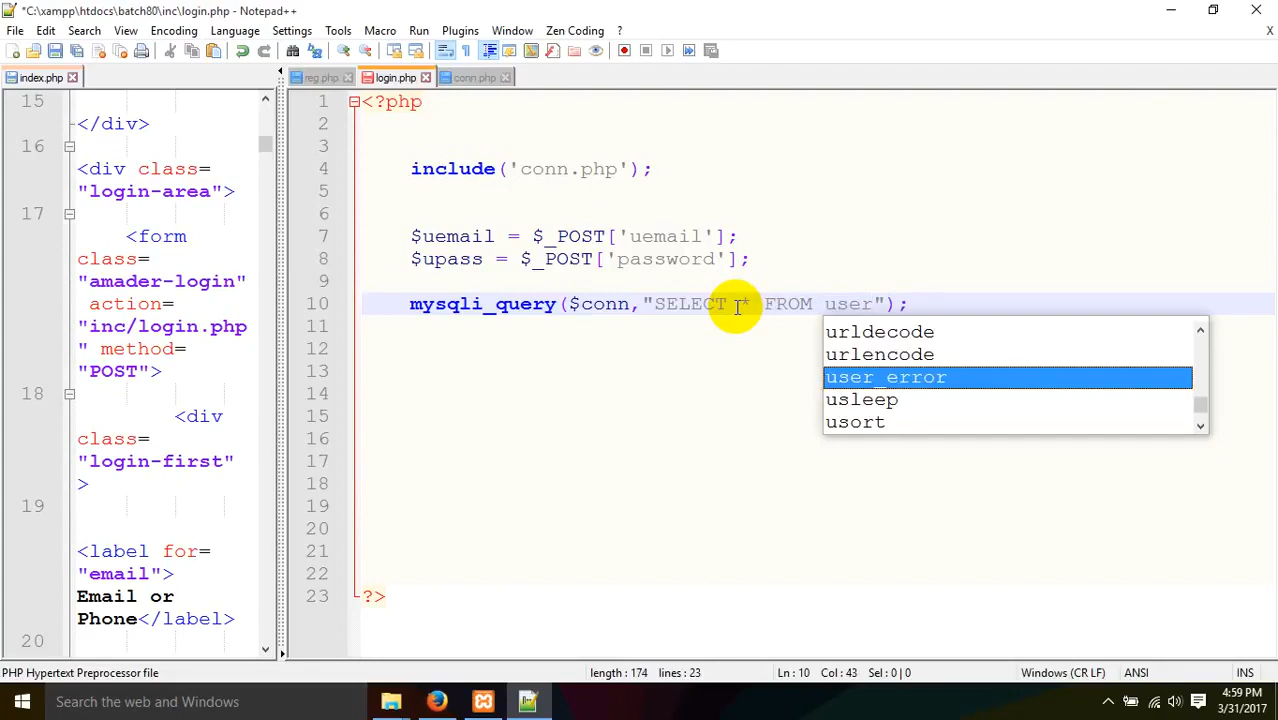 *C:\xampp\htdocs\batch80\inc\login.php - Notepad++
File Edit Search View Encoding Language Settings Tools Macro Run Plugins Window Zen Coding ? X
index.php
reg.php login.php conn.php
15
</div>
16
<div class=
"login-area">
17
<form
class=
"amader-login"
action=
"inc/login.php
" method=
"POST">
18
<div
class=
"login-first"
>
19
<label for=
"email">
Email or
Phone</label>
20
1 <?php
2
3
4 include('conn.php');
5
6
7 $uemail = $_POST['uemail'];
8 $upass = $_POST['password'];
9
10 mysqli_query($conn,"SELECT * FROM user");
11
12
13
14
15
16
17
18
19
20
21
22
23 ?>
urldecode
urlencode
user_error
usleep
usort
PHP Hypertext Preprocessor file length : 174 lines : 23 Ln : 10 Col : 43 Sel : 0 | 0 Windows (CR LF) ANSI INS
Search the web and Windows
4:59 PM
3/31/2017